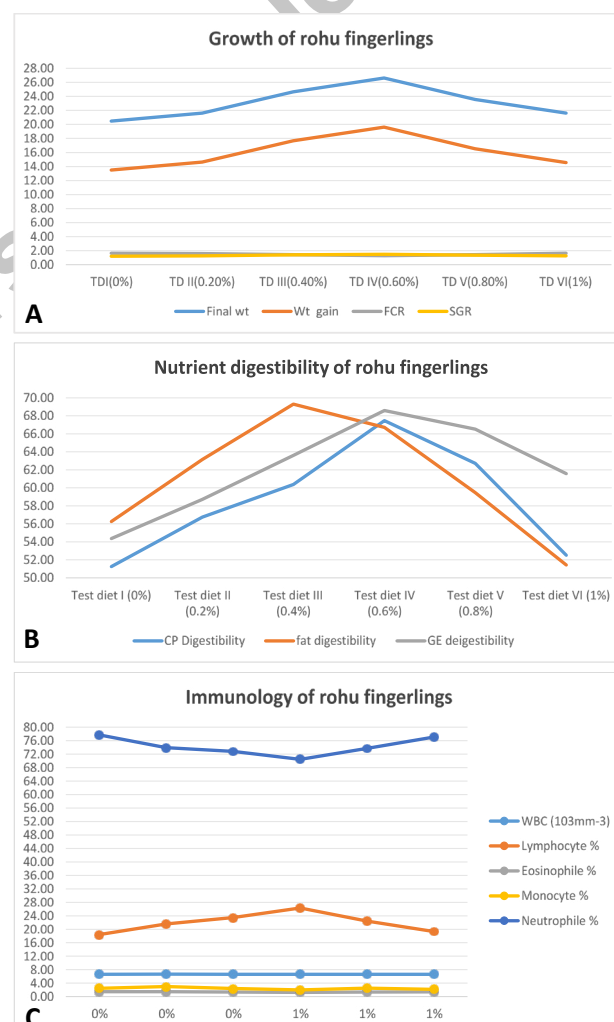 Growth of rohu fingerlings
28.00
26.00
24.00
22.00
20.00
18.00
16.00
14.00
12.00
10.00
8.00
6.00
4.00
2.00
0.00
TDI(0%) TD II(0.20%) TD III(0.40%) TD IV(0.60%) TD V(0.80%) TD VI(1%)
A
Final wt Wt gain FCR SGR
Nutrient digestibility of rohu fingerlings
70.00
68.00
66.00
64.00
62.00
60.00
58.00
56.00
54.00
52.00
50.00
Test diet I (0%) Test diet II Test diet III Test diet IV Test diet V Test diet VI (1%)
(0.2%) (0.4%) (0.6%) (0.8%)
B
CP Digestibility fat digestibility GE deigestibility
Immunology of rohu fingerlings
80.00
76.00
72.00
68.00
64.00
60.00
56.00
52.00
48.00
44.00
40.00
36.00
32.00
28.00
24.00
20.00
16.00
12.00
8.00
4.00
0.00
WBC (103mm-3)
Lymphocyte %
Eosinophile %
Monocyte %
Neutrophile %
C
0% 0% 0% 1% 1% 1%